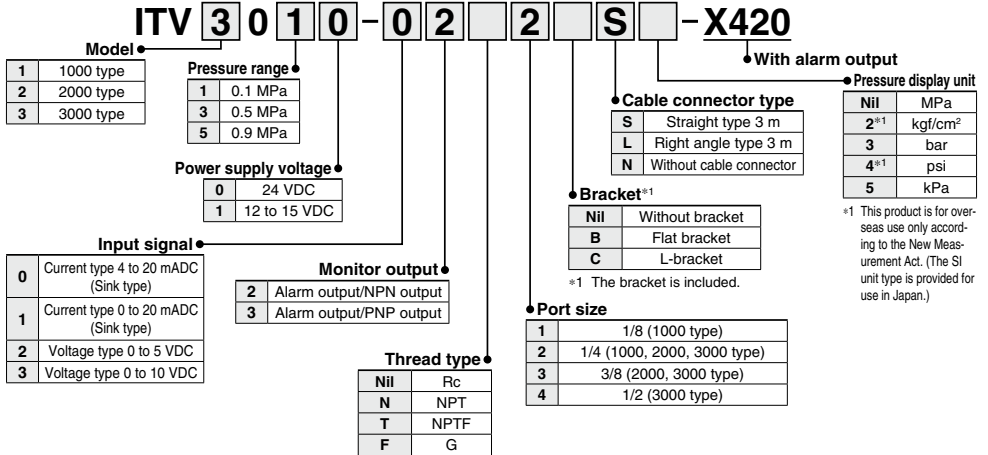 ITV 3 0 1 0 - 0 2 2 S - X420
Model
1 1000 type
2 2000 type
3 3000 type
Pressure range
1 0.1 MPa
3 0.5 MPa
5 0.9 MPa
Power supply voltage
0 24 VDC
1 12 to 15 VDC
Input signal
0 Current type 4 to 20 mADC
(Sink type)
1 Current type 0 to 20 mADC
(Sink type)
2 Voltage type 0 to 5 VDC
3 Voltage type 0 to 10 VDC
Monitor output
2 Alarm output/NPN output
3 Alarm output/PNP output
Thread type
Nil Rc
N NPT
T NPTF
F G
Port size
1 1/8 (1000 type)
2 1/4 (1000, 2000, 3000 type)
3 3/8 (2000, 3000 type)
4 1/2 (3000 type)
Bracket*1
Nil Without bracket
B Flat bracket
C L-bracket
*1 The bracket is included.
Cable connector type
S Straight type 3 m
L Right angle type 3 m
N Without cable connector
With alarm output
Pressure display unit
Nil MPa
2*1 kgf/cm²
3 bar
4*1 psi
5 kPa
*1 This product is for over-
seas use only accord-
ing to the New Meas-
urement Act. (The SI
unit type is provided for
use in Japan.)